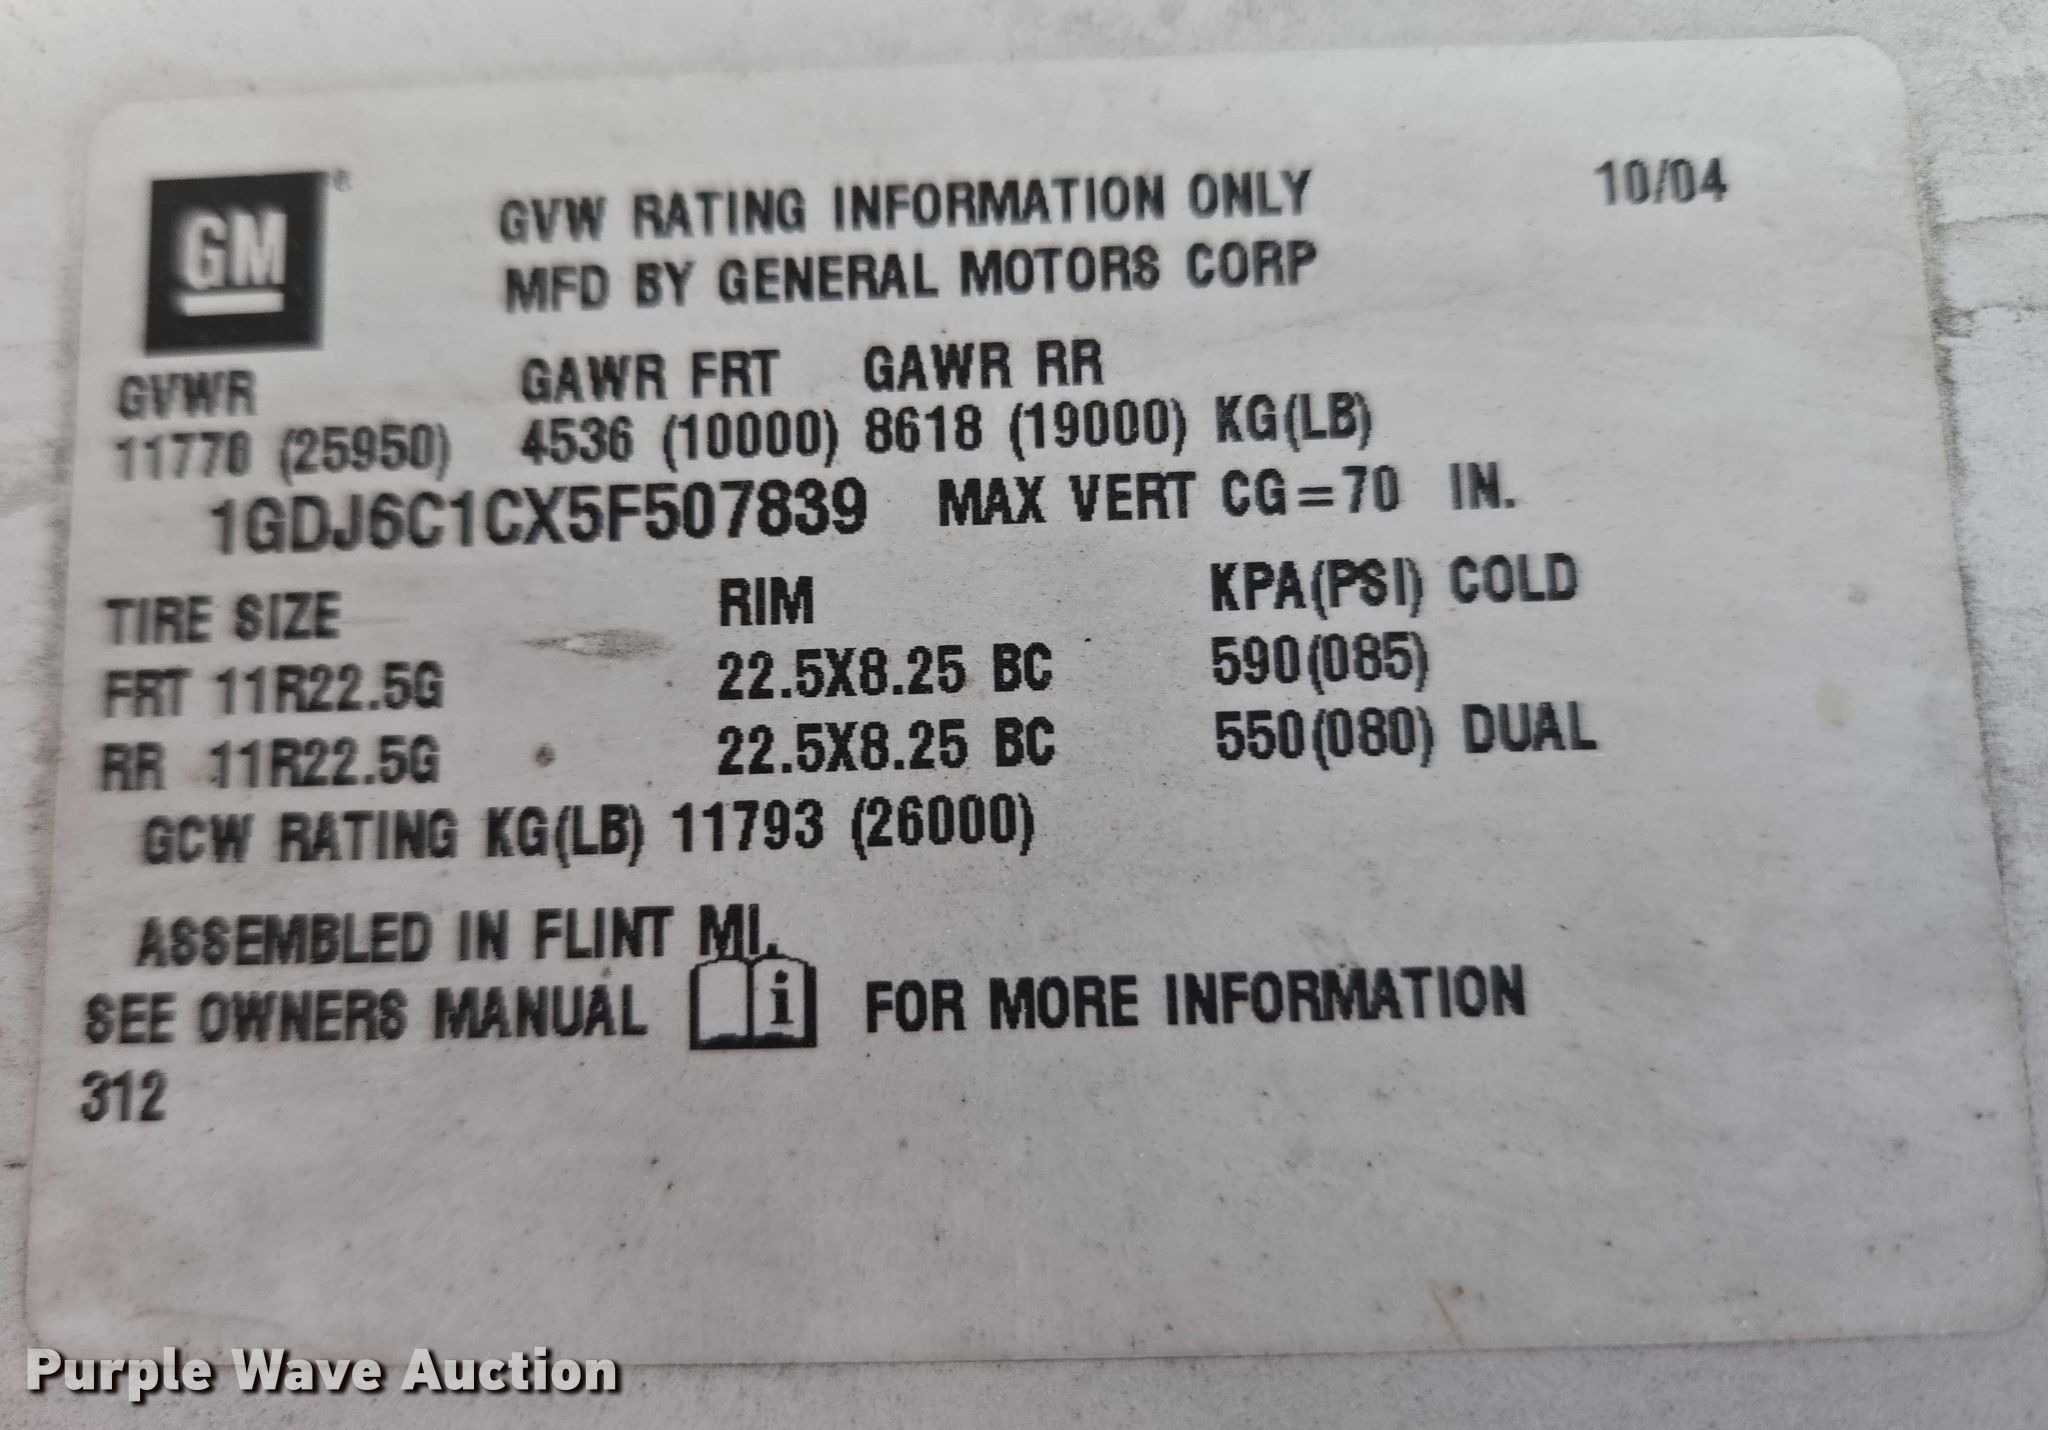 GM®
GVW RATING INFORMATION ONLY 10/04
MFD BY GENERAL MOTORS CORP
GVWR GAWR FRT GAWR RR
11770 (25950) 4536 (10000) 8618 (19000) KG(LB)
1GDJ6C1CX5F507839 MAX VERT CG=70 IN.
TIRE SIZE RIM KPA(PSI) COLD
FRT 11R22.5G 22.5X8.25 BC 590(085)
RR 11R22.5G 22.5X8.25 BC 550(080) DUAL
GCW RATING KG(LB) 11793 (26000)
ASSEMBLED IN FLINT MI.
SEE OWNERS MANUAL i FOR MORE INFORMATION
312
Purple Wave Auction